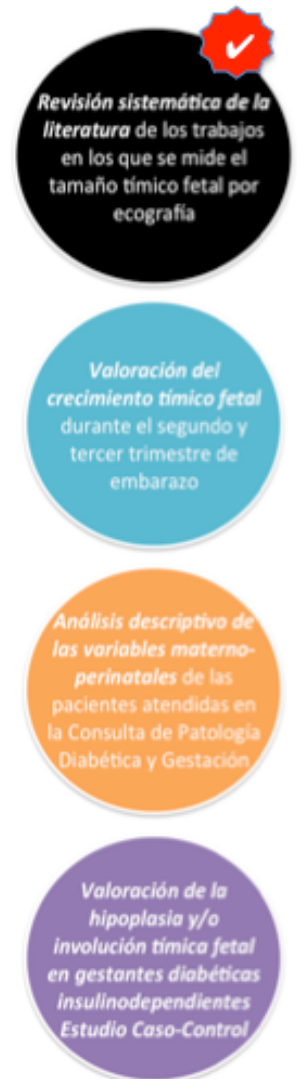 Revisión sistemática de la
literatura de los trabajos
en los que se mide el
tamaño tímico fetal por
ecografía
Valoración del
crecimiento tímico fetal
durante el segundo y
tercer trimestre de
embarazo
Análisis descriptivo de
las variables materno-
perinatales de las
pacientes atendidas en
la Consulta de Patología
Diabética y Gestación
Valoración de la
hipoplasia y/o
involución tímica fetal
en gestantes diabéticas
insulinodependientes
Estudio Caso-Control